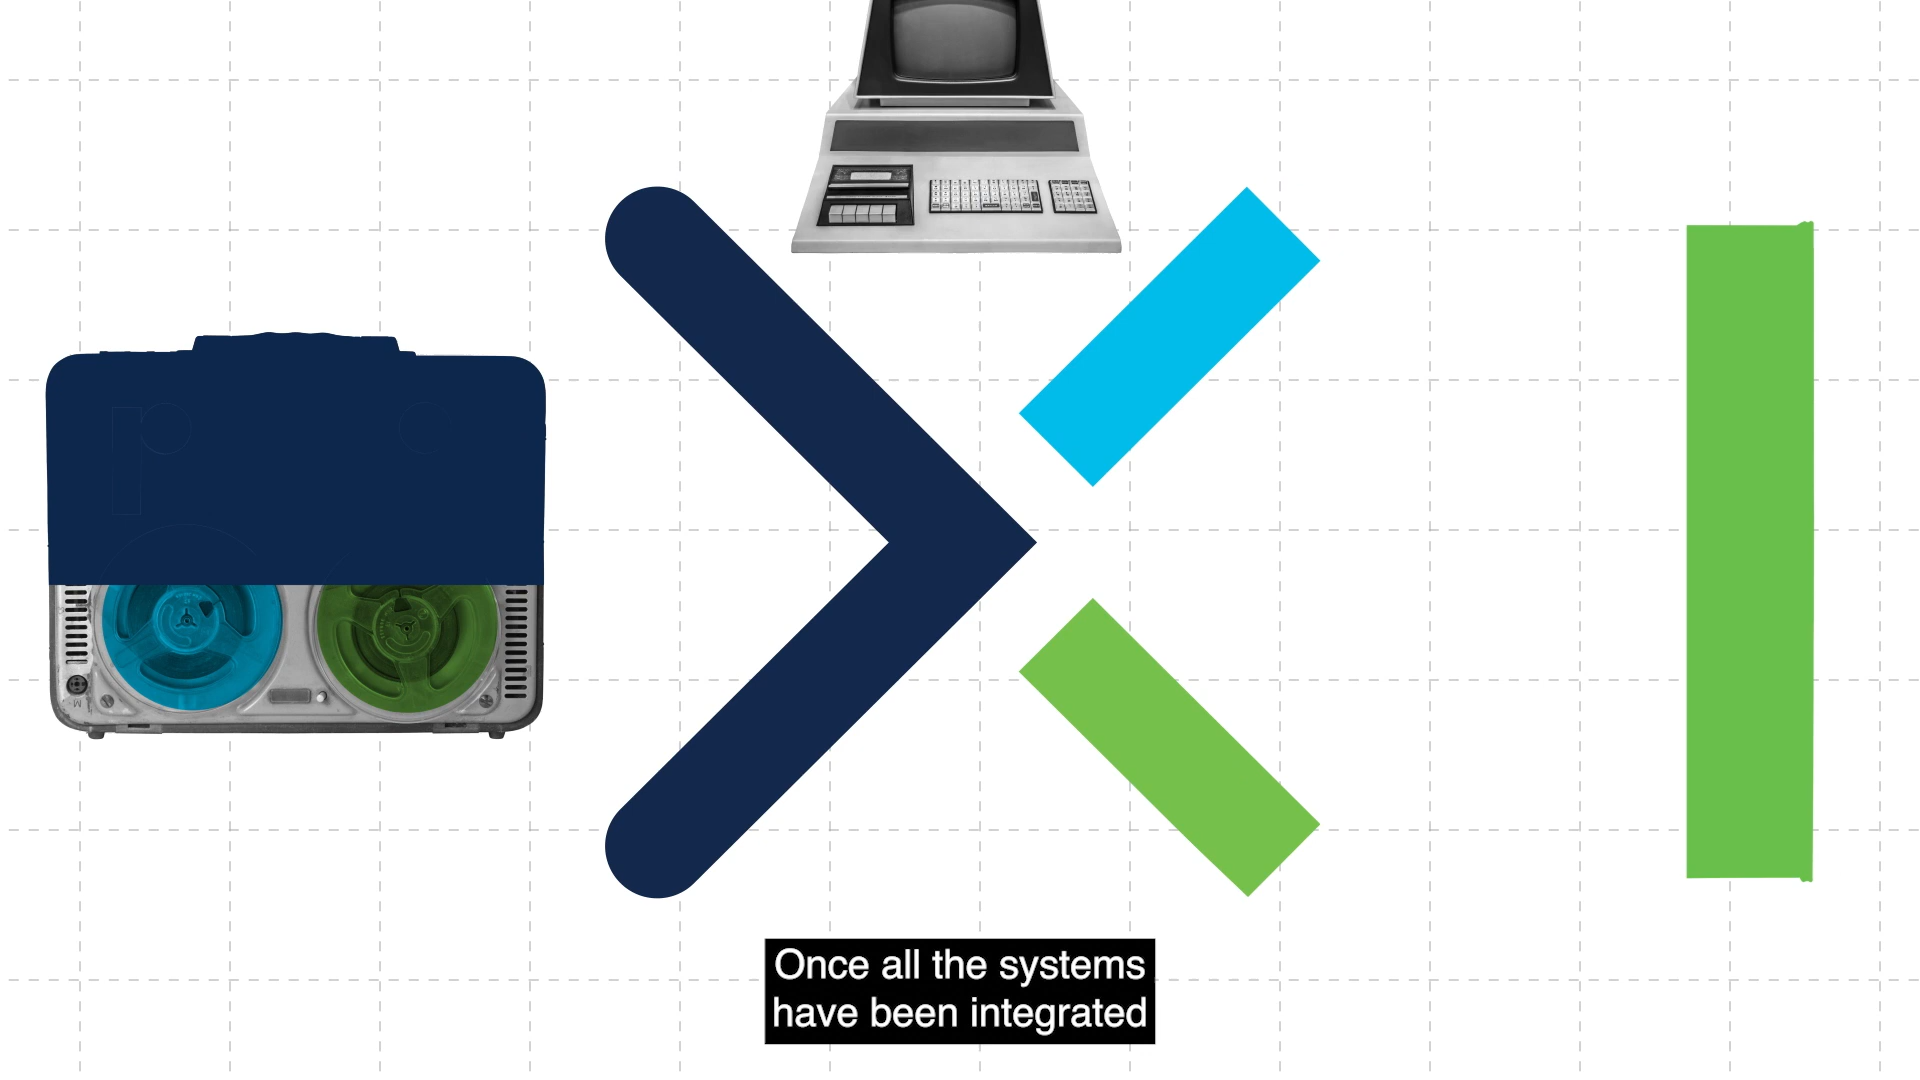 Once all the systems
have been integrated